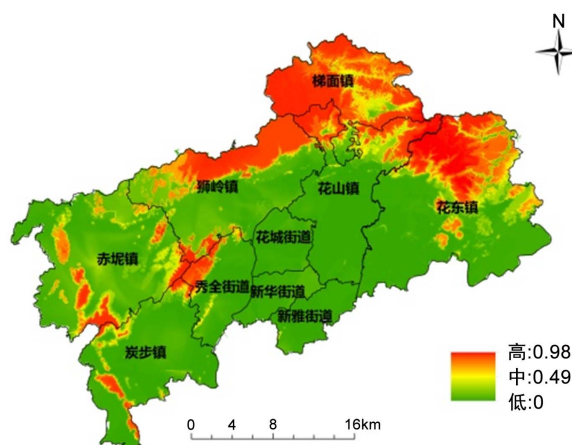 N
梯面镇
狮岭镇
花山镇
花东镇
花城街道
赤坭镇
秀全街道
新华街道
新雅街道
炭步镇
高:0.98
中:0.49
低:0
0 4 8 16km